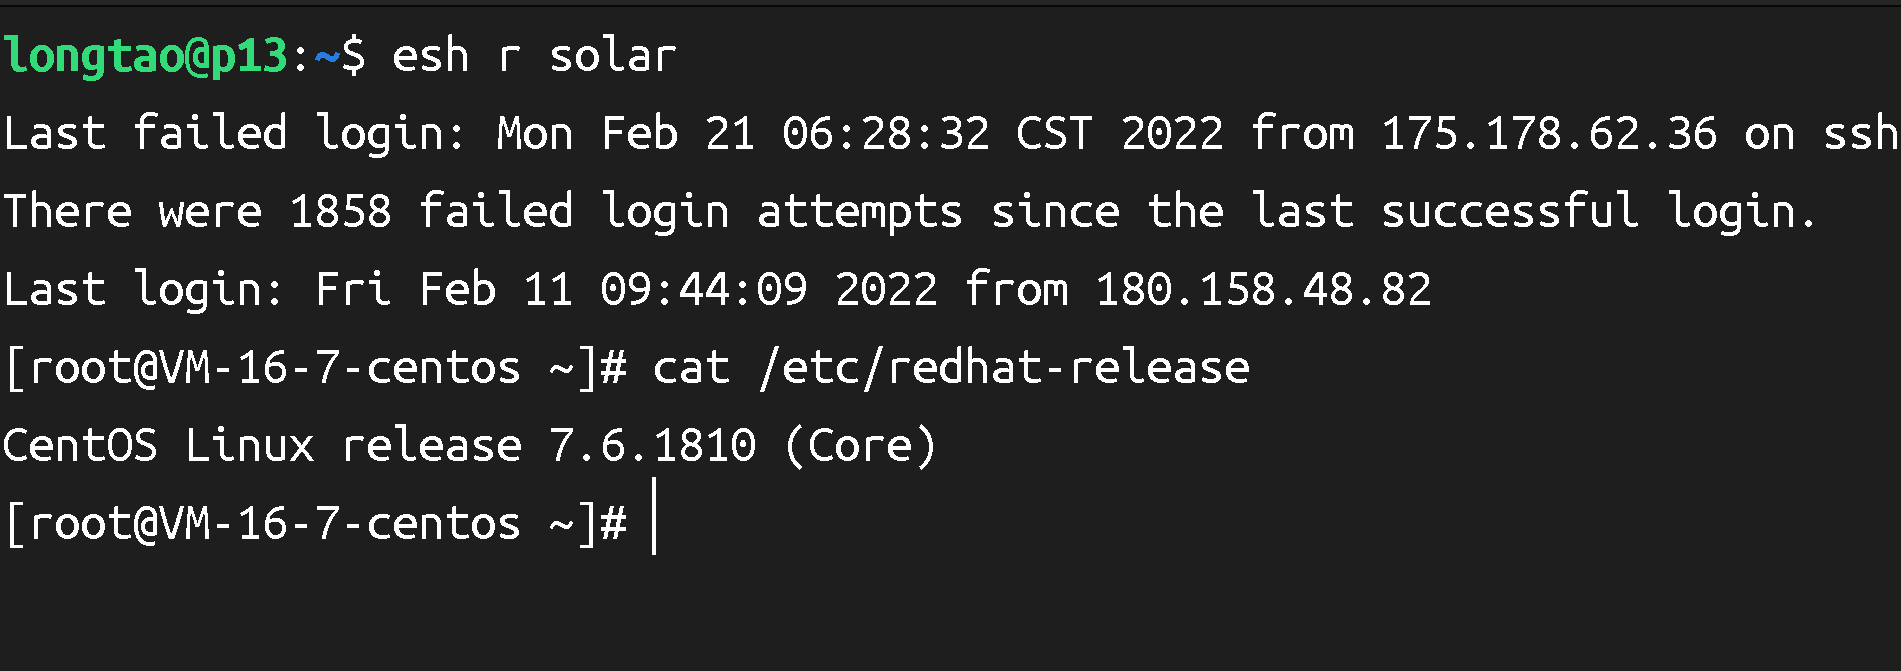 longtao@p13:~$ esh r solar
Last failed login: Mon Feb 21 06:28:32 CST 2022 from 175.178.62.36 on ssh
There were 1858 failed login attempts since the last successful login.
Last login: Fri Feb 11 09:44:09 2022 from 180.158.48.82
[root@VM-16-7-centos ~]# cat /etc/redhat-release
CentOS Linux release 7.6.1810 (Core)
[root@VM-16-7-centos ~]#